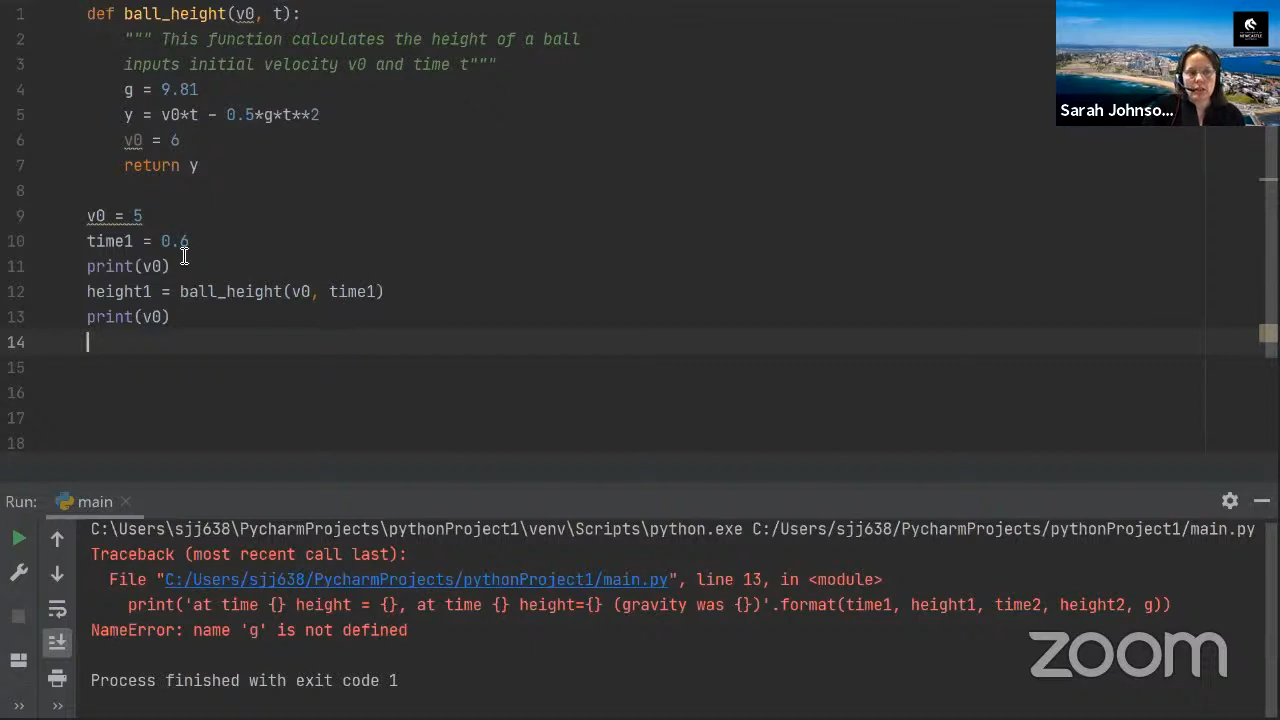 1 def ball_height(v0, t):
2 """ This function calculates the height of a ball
3 inputs initial velocity v0 and time t"""
4 g = 9.81
5 y = v0*t - 0.5*g*t**2
6 v0 = 6
7 return y
8
9 v0 = 5
10 time1 = 0.6
11 print(v0)
12 height1 = ball_height(v0, time1)
13 print(v0)
14
15
16
17
18
Sarah Johnso...
Run: main
C:\Users\sjj638\PycharmProjects\pythonProject1\venv\Scripts\python.exe C:/Users/sjj638/PycharmProjects/pythonProject1/main.py
Traceback (most recent call last):
File "C:/Users/sjj638/PycharmProjects/pythonProject1/main.py", line 13, in <module>
print('at time {} height = {}, at time {} height={} (gravity was {})'.format(time1, height1, time2, height2, g))
NameError: name 'g' is not defined
Process finished with exit code 1
zoom